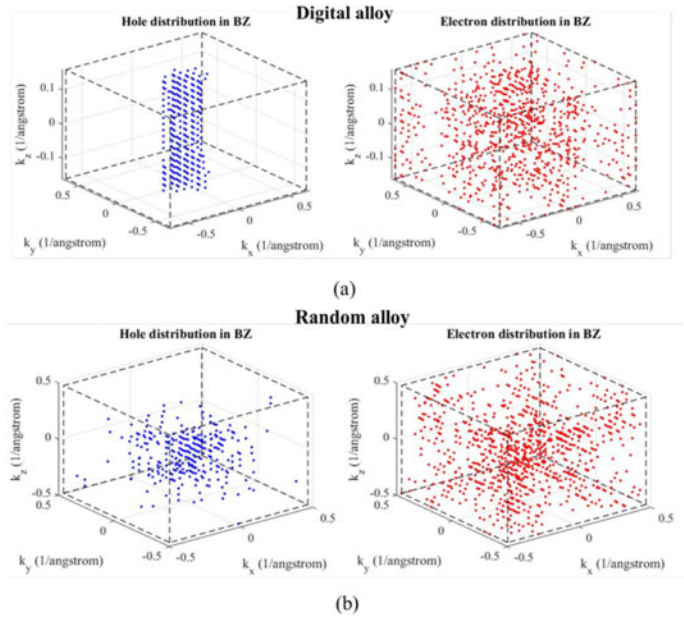 Digital alloy
Hole distribution in BZ
Electron distribution in BZ
k_z (1/angstrom)
0.1
0
-0.1
0.5
0
-0.5
k_y (1/angstrom)
-0.5
0
0.5
k_x (1/angstrom)
k_z (1/angstrom)
0.1
0
-0.1
0.5
0
-0.5
k_y (1/angstrom)
-0.5
0
0.5
k_x (1/angstrom)
(a)
Random alloy
Hole distribution in BZ
Electron distribution in BZ
k_z (1/angstrom)
0.5
0
-0.5
0.5
0
-0.5
k_y (1/angstrom)
-0.5
0
0.5
k_x (1/angstrom)
k_z (1/angstrom)
0.5
0
-0.5
0.5
0
-0.5
k_y (1/angstrom)
-0.5
0
0.5
k_x (1/angstrom)
(b)